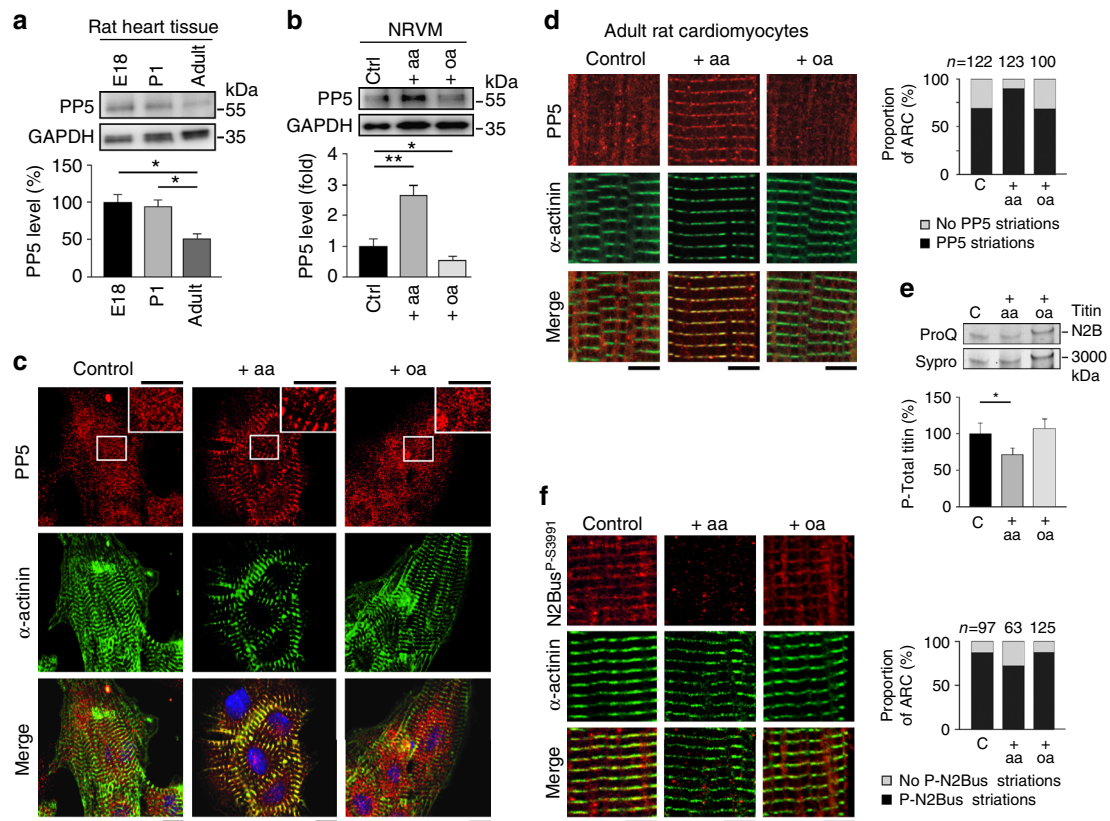 a
Rat heart tissue
E18
P1
Adult
kDa
PP5
-55
GAPDH
-35
PP5 level (%)
150
100
50
0
*
*
E18
P1
Adult
b
NRVM
Ctrl
+ aa
+ oa
kDa
PP5
-55
GAPDH
-35
PP5 level (fold)
4
3
2
1
0
*
**
Ctrl
+ aa
+ oa
c
Control
+ aa
+ oa
PP5
α-actinin
Merge
d
Adult rat cardiomyocytes
Control
+ aa
+ oa
PP5
α-actinin
Merge
n=122 123 100
Proportion
of ARC (%)
100
50
0
C
+
aa
+
oa
No PP5 striations
PP5 striations
e
C
+
aa
+
oa
Titin
ProQ
N2B
Sypro
3000
kDa
P-Total titin (%)
150
100
50
0
*
C
+
aa
+
oa
f
Control
+ aa
+ oa
N2Bus^P-S3991
α-actinin
Merge
n=97 63 125
Proportion
of ARC (%)
100
50
0
C
+
aa
+
oa
No P-N2Bus striations
P-N2Bus striations